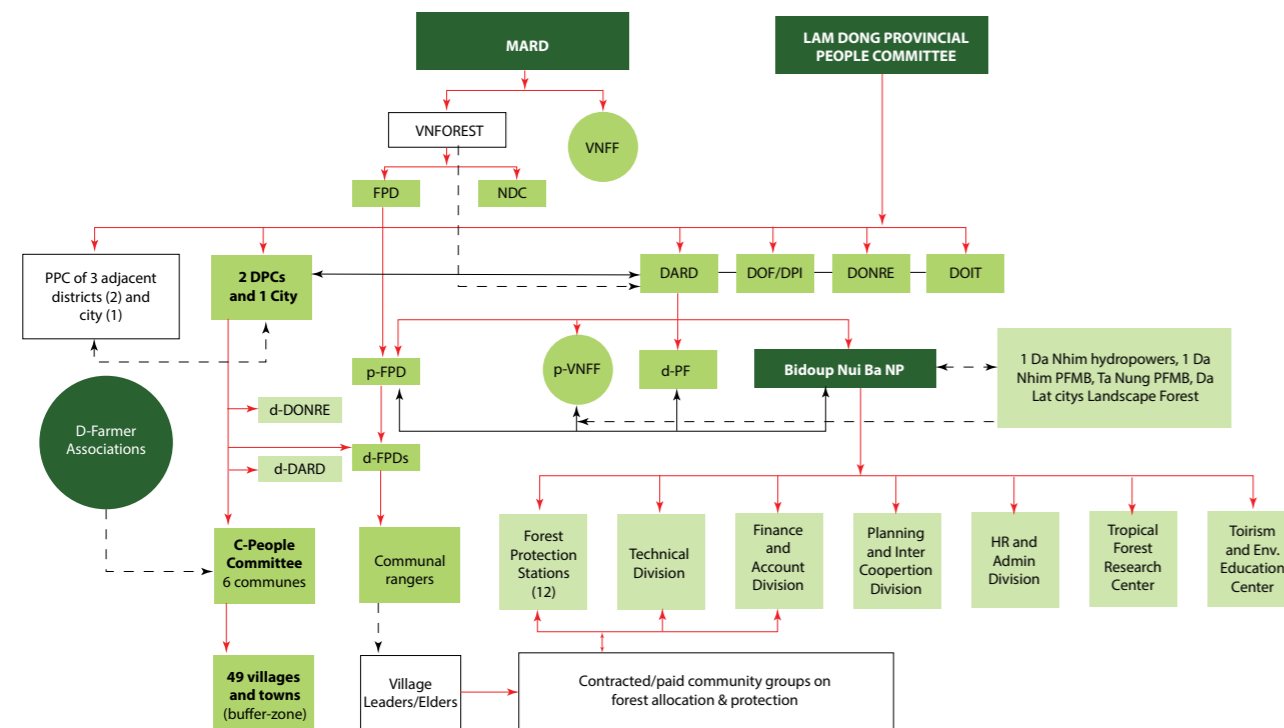 MARD
LAM DONG PROVINCIAL
PEOPLE COMMITTEE
VNFOREST
VNFF
FPD
NDC
PPC of 3 adjacent
districts (2) and
city (1)
2 DPCs
and 1 City
DARD
DOF/DPI
DONRE
DOIT
p-FPD
p-VNFF
d-PF
Bidoup Nui Ba NP
1 Da Nhim hydropowers, 1 Da
Nhim PFMB, Ta Nung PFMB, Da
Lat citys Landscape Forest
D-Farmer
Associations
d-DONRE
d-DARD
d-FPDs
C-People
Committee
6 communes
Communal
rangers
Forest
Protection
Stations
(12)
Technical
Division
Finance
and
Account
Division
Planning
and Inter
Coopertion
Division
HR and
Admin
Division
Tropical
Forest
Research
Center
Toirism
and Env.
Education
Center
49 villages
and towns
(buffer-zone)
Village
Leaders/Elders
Contracted/paid community groups on
forest allocation & protection